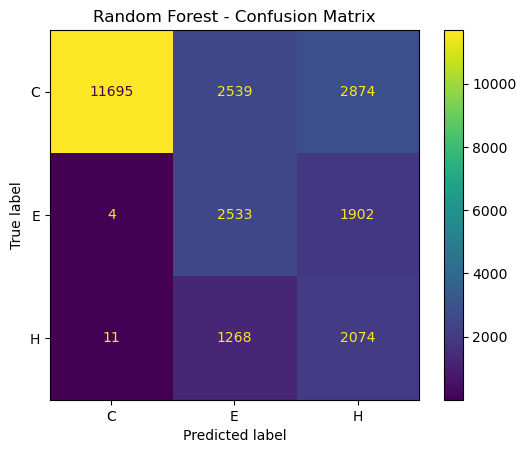 Random Forest - Confusion Matrix
C 11695 2539 2874
E 4 2533 1902
H 11 1268 2074
C E H
Predicted label
True label
10000
8000
6000
4000
2000